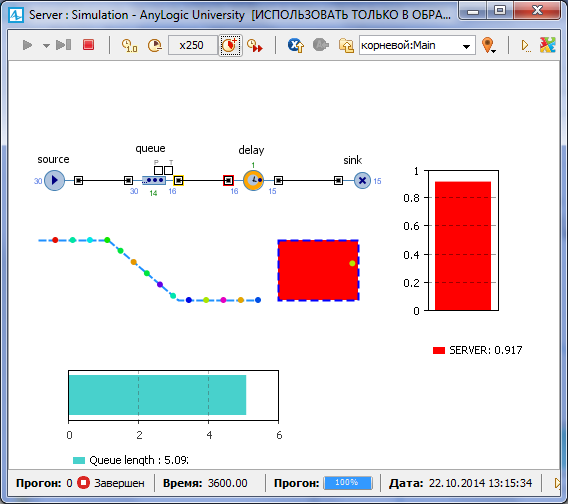 Server : Simulation - AnyLogic University [ИСПОЛЬЗОВАТЬ ТОЛЬКО В ОБРА...
x250
корневой:Main
source
queue
delay
sink
P T
1
30
30
14
16
16
15
15
1
0.8
0.6
0.4
0.2
0
SERVER: 0.917
0
2
4
6
Queue length : 5.09
Прогон: 0
Завершен
Время: 3600.00
Прогон:
100%
Дата: 22.10.2014 13:15:34